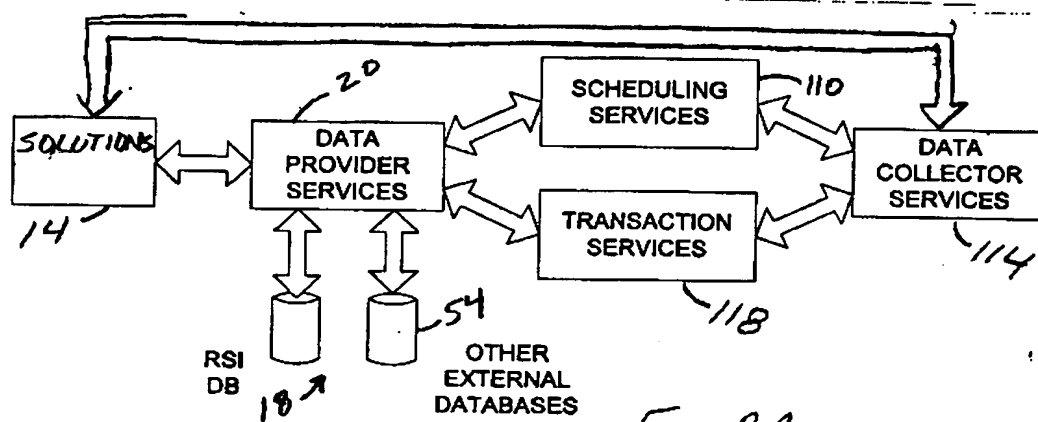 SOLUTIONS
14
20
DATA
PROVIDER
SERVICES
SCHEDULING
SERVICES
110
TRANSACTION
SERVICES
118
DATA
COLLECTOR
SERVICES
114
RSI
DB
18
54
OTHER
EXTERNAL
DATABASES